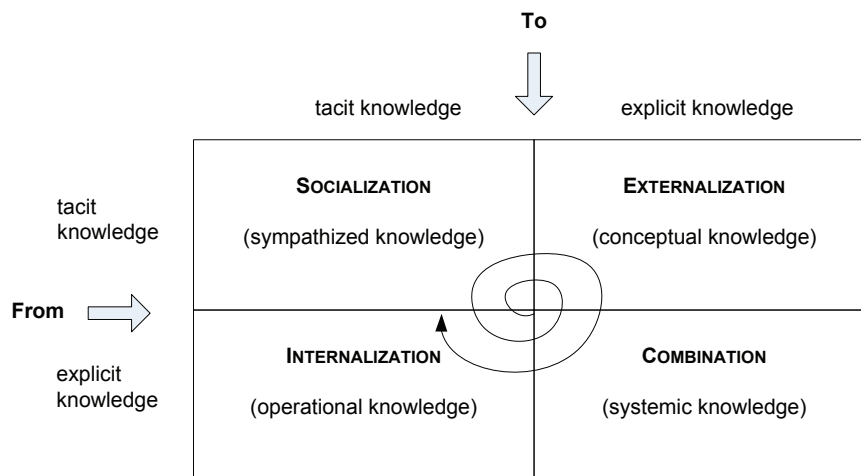 To
tacit knowledge
explicit knowledge
SOCIALIZATION
EXTERNALIZATION
tacit
knowledge
(sympathized knowledge)
(conceptual knowledge)
From
INTERNALIZATION
COMBINATION
explicit
knowledge
(operational knowledge)
(systemic knowledge)